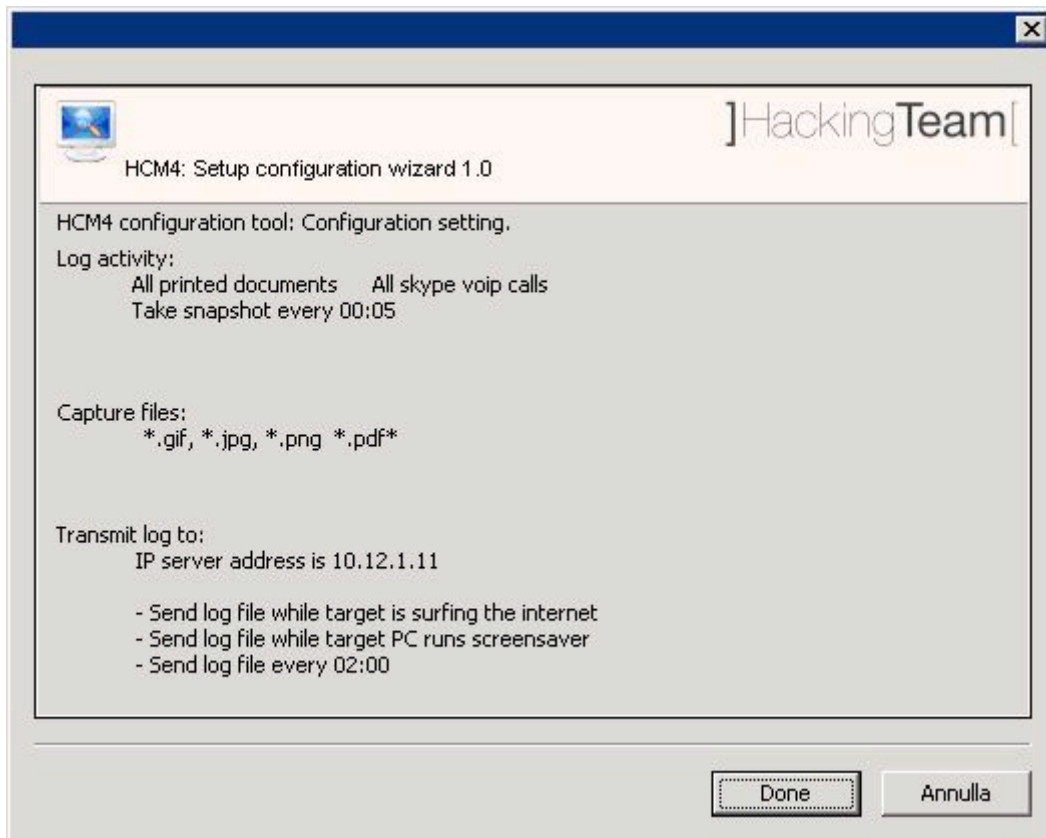 ]HackingTeam[
HCM4: Setup configuration wizard 1.0
HCM4 configuration tool: Configuration setting.
Log activity:
All printed documents All skype voip calls
Take snapshot every 00:05
Capture files:
*.gif, *.jpg, *.png *.pdf*
Transmit log to:
IP server address is 10.12.1.11
- Send log file while target is surfing the internet
- Send log file while target PC runs screensaver
- Send log file every 02:00
Done Annulla